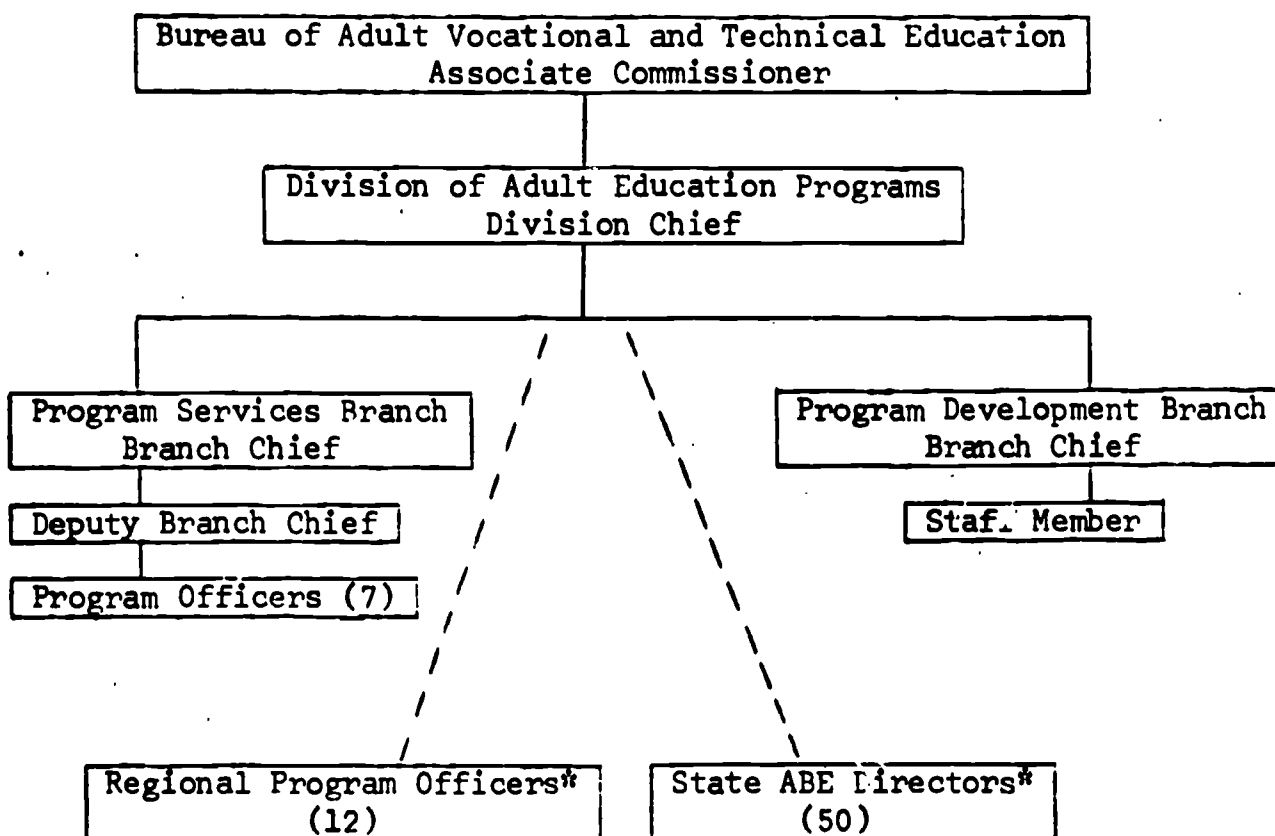 Bureau of Adult Vocational and Technical Education
Associate Commissioner
Division of Adult Education Programs
Division Chief
Program Services Branch
Branch Chief
Deputy Branch Chief
Program Officers (7)
Program Development Branch
Branch Chief
Staff Member
Regional Program Officers*
(12)
State ABE Directors*
(50)